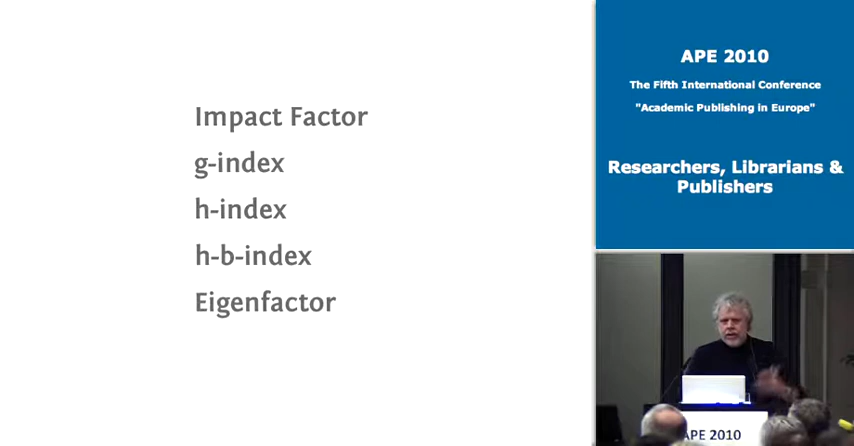 Impact Factor
g-index
h-index
h-b-index
Eigenfactor
APE 2010
The Fifth International Conference
"Academic Publishing in Europe"
Researchers, Librarians &
Publishers
APE 2010